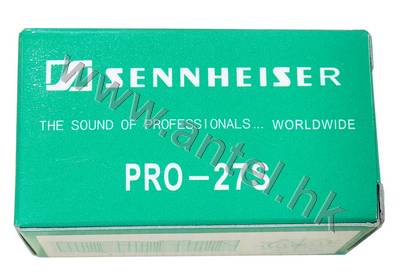 SENNHEISER
THE SOUND OF PROFESSIONALS... WORLDWIDE
PRO-27S
www.antel.hk